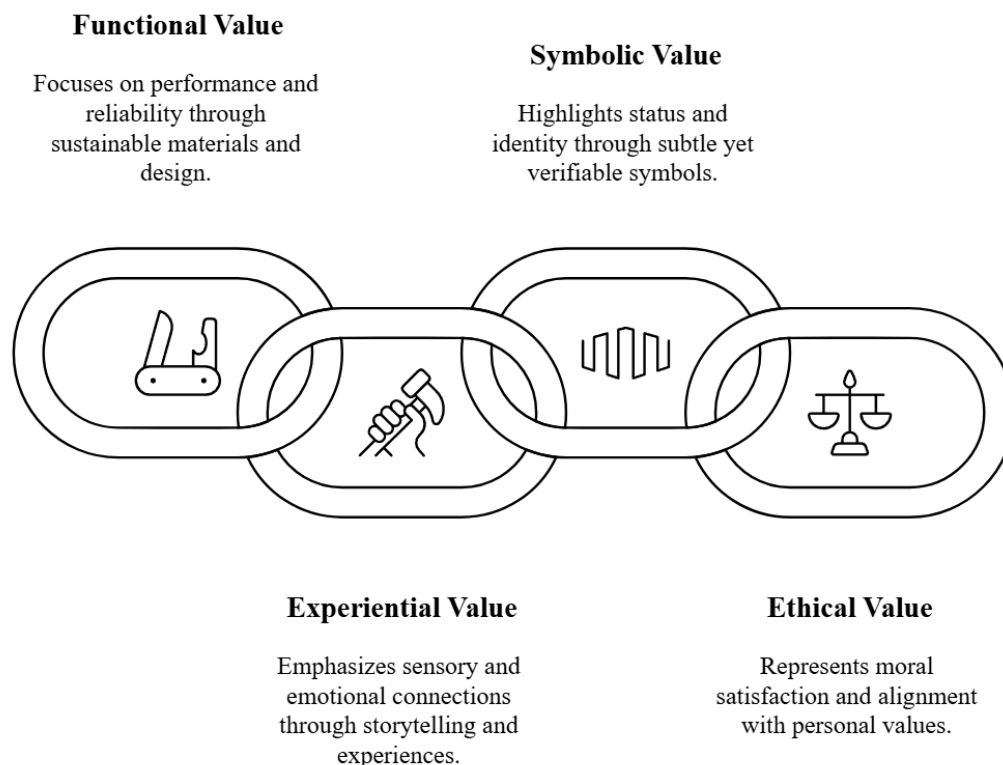 Functional Value
Focuses on performance and
reliability through
sustainable materials and
design.
Symbolic Value
Highlights status and
identity through subtle yet
verifiable symbols.
Experiential Value
Emphasizes sensory and
emotional connections
through storytelling and
experiences.
Ethical Value
Represents moral
satisfaction and alignment
with personal values.